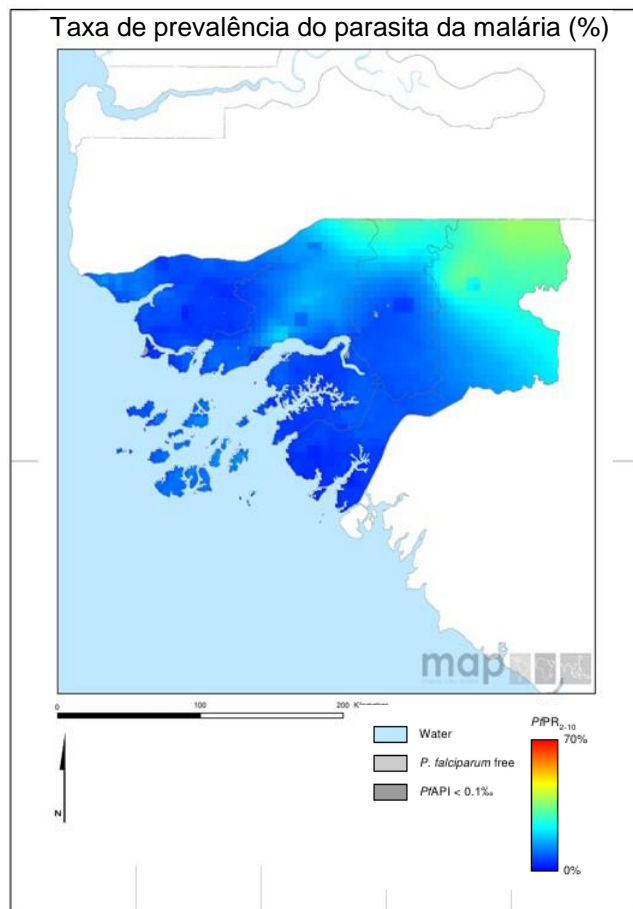 Taxa de prevalência do parasita da malária (%)
map
0 100 200
Water
P. falciparum free
PfAPI < 0.1‰
PfPR2-10
70%
0%
N